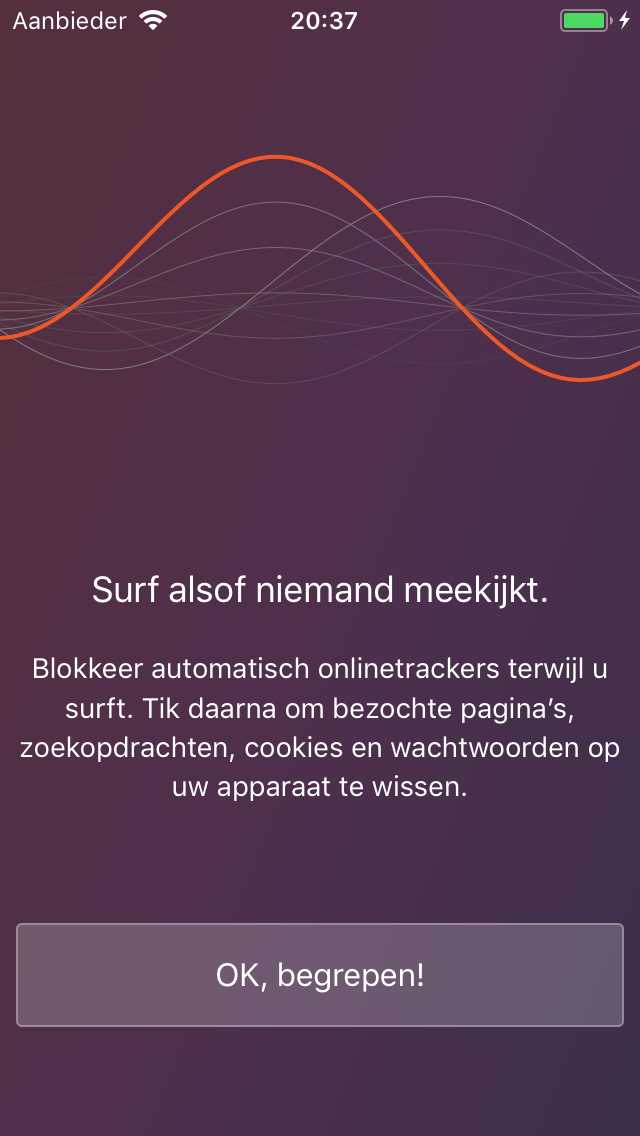 Aanbieder 20:37
Surf alsof niemand meekijkt.
Blokkeer automatisch onlinetrackers terwijl u
surft. Tik daarna om bezochte pagina’s,
zoekopdrachten, cookies en wachtwoorden op
uw apparaat te wissen.
OK, begrepen!